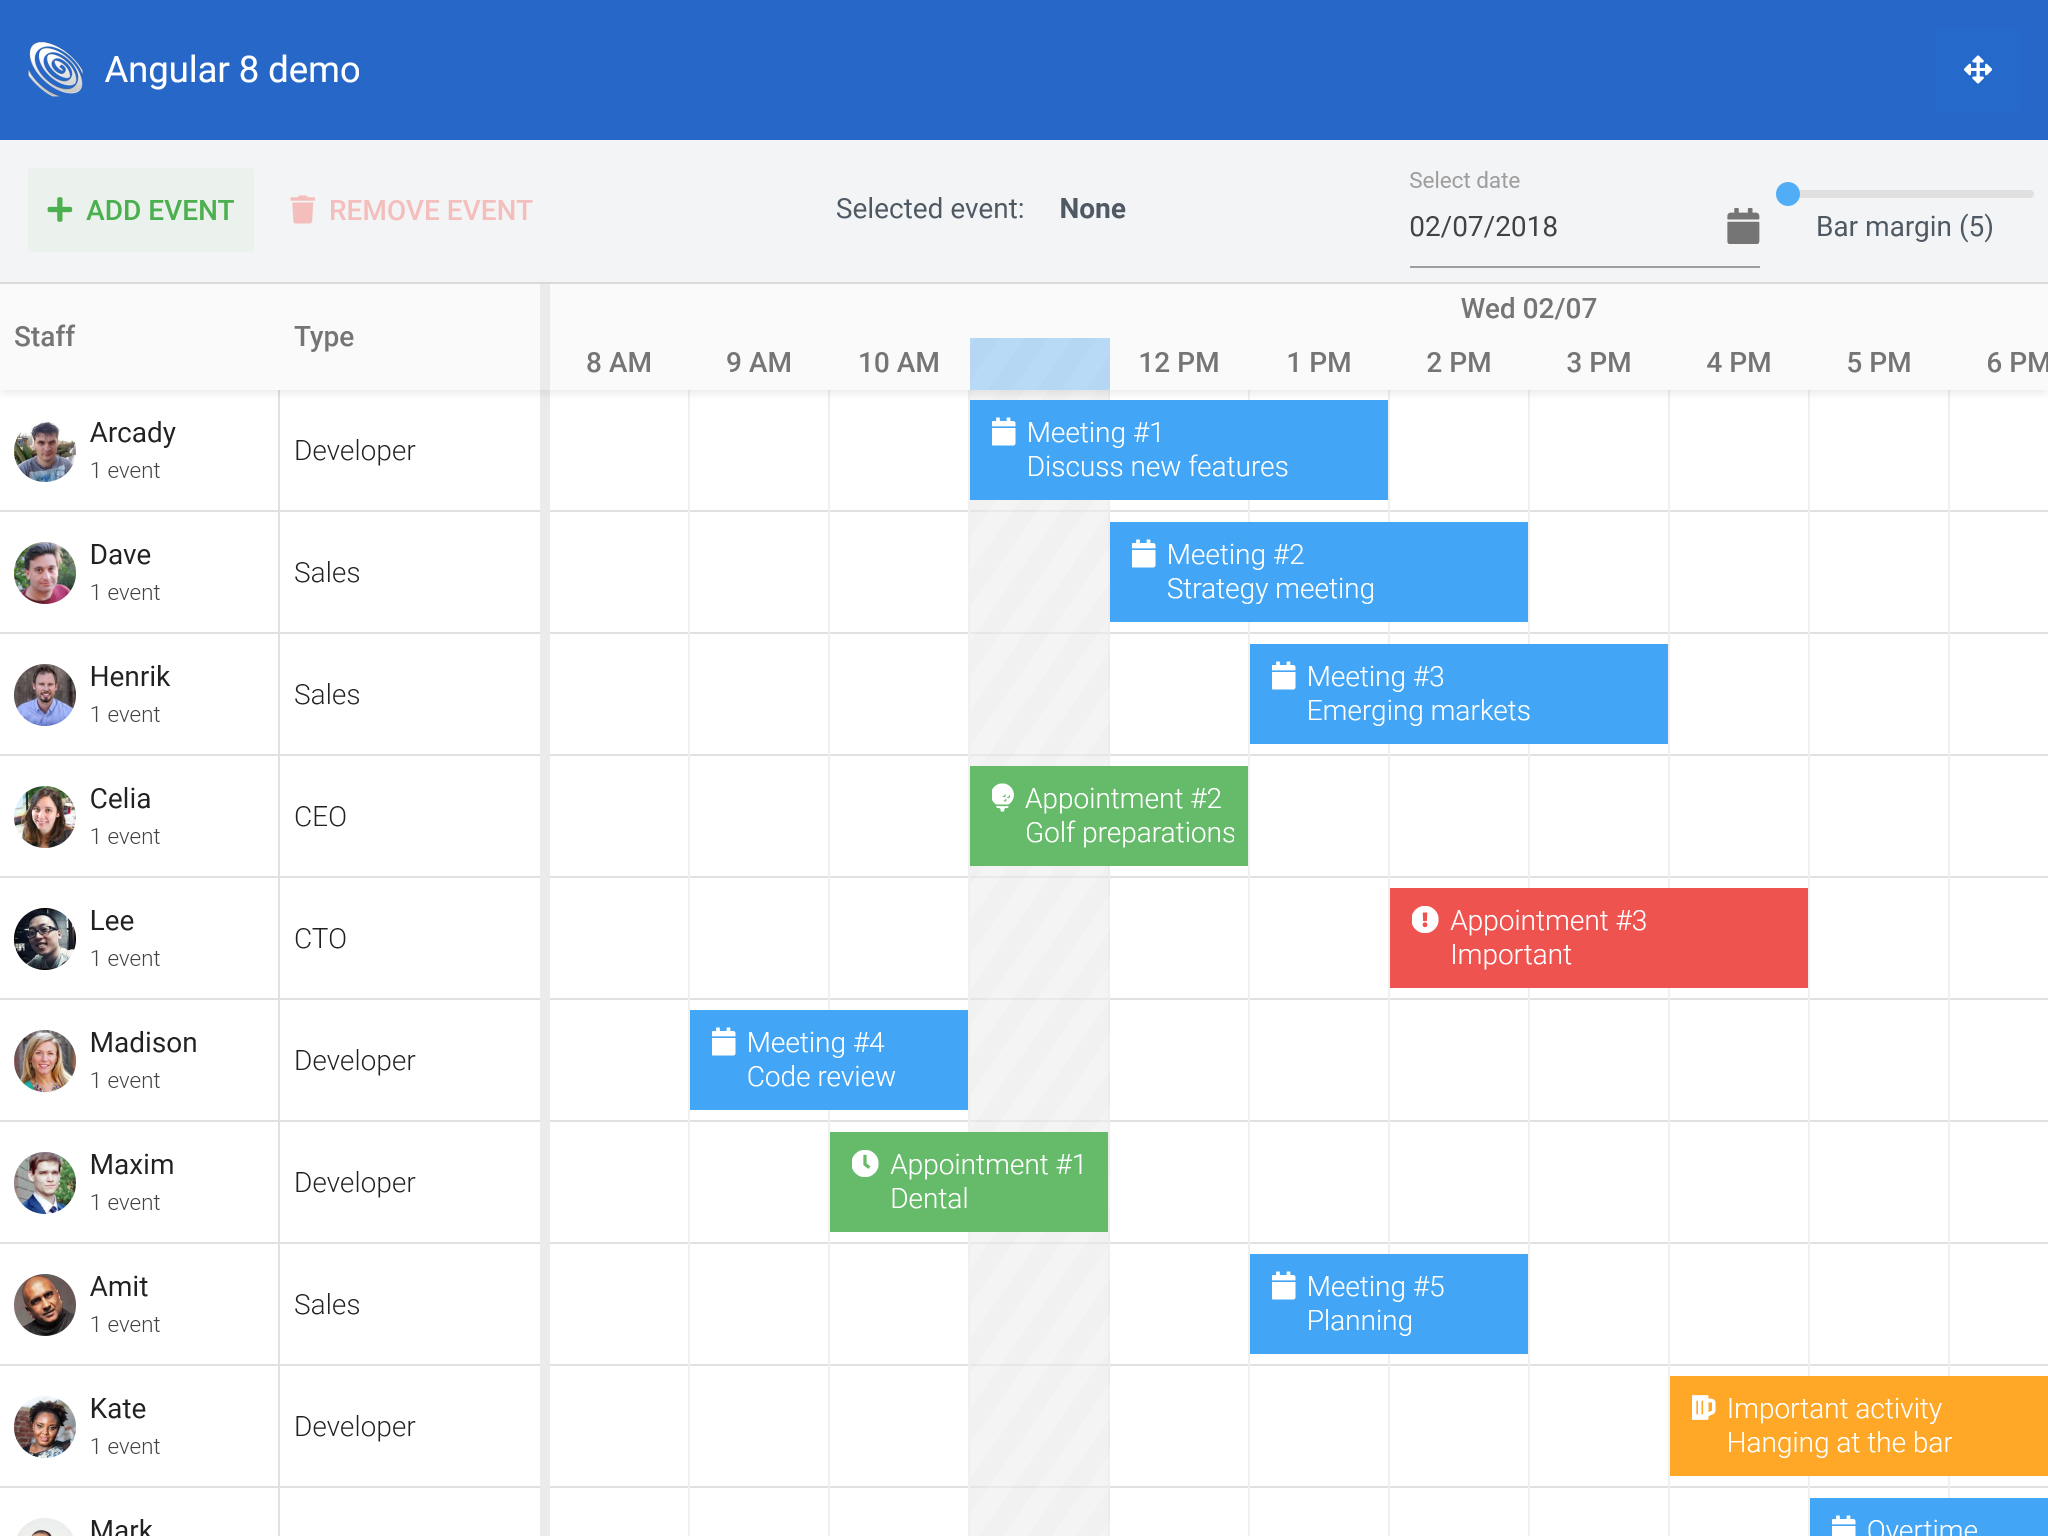 Angular 8 demo
ADD EVENT
REMOVE EVENT
Selected event: None
Select date
02/07/2018
Bar margin (5)
Staff
Type
Wed 02/07
8 AM 9 AM 10 AM 12 PM 1 PM 2 PM 3 PM 4 PM 5 PM 6 PM
Arcady
1 event
Developer
Meeting #1
Discuss new features
Dave
1 event
Sales
Meeting #2
Strategy meeting
Henrik
1 event
Sales
Meeting #3
Emerging markets
Celia
1 event
CEO
Appointment #2
Golf preparations
Lee
1 event
CTO
Appointment #3
Important
Madison
1 event
Developer
Meeting #4
Code review
Maxim
1 event
Developer
Appointment #1
Dental
Amit
1 event
Sales
Meeting #5
Planning
Kate
1 event
Developer
Important activity
Hanging at the bar
Mark
Overtime